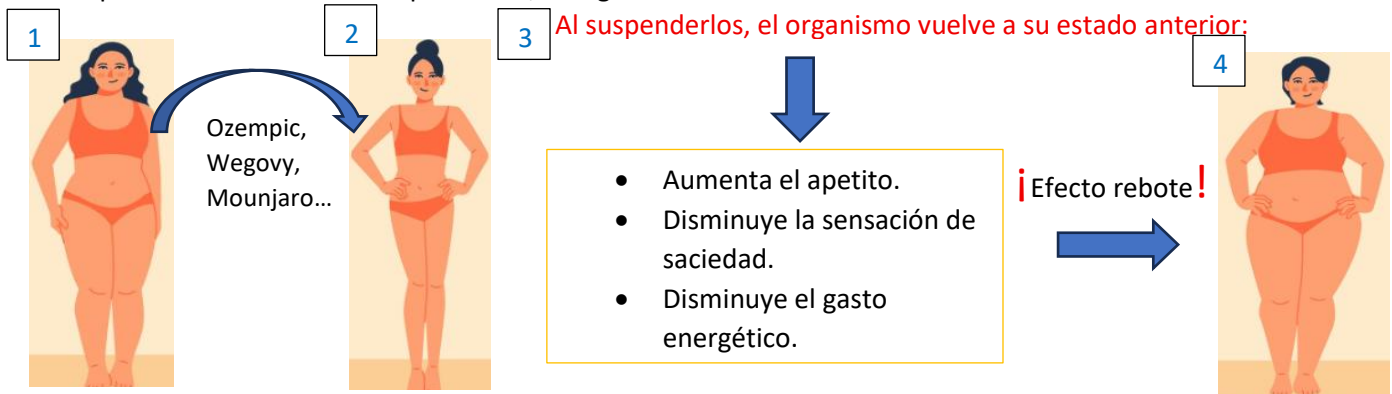 1
2
3
Al suspenderlos, el organismo vuelve a su estado anterior:
4
Ozempic,
Wegovy,
Mounjaro…
• Aumenta el apetito.
• Disminuye la sensación de
saciedad.
• Disminuye el gasto
energético.
¡Efecto rebote!